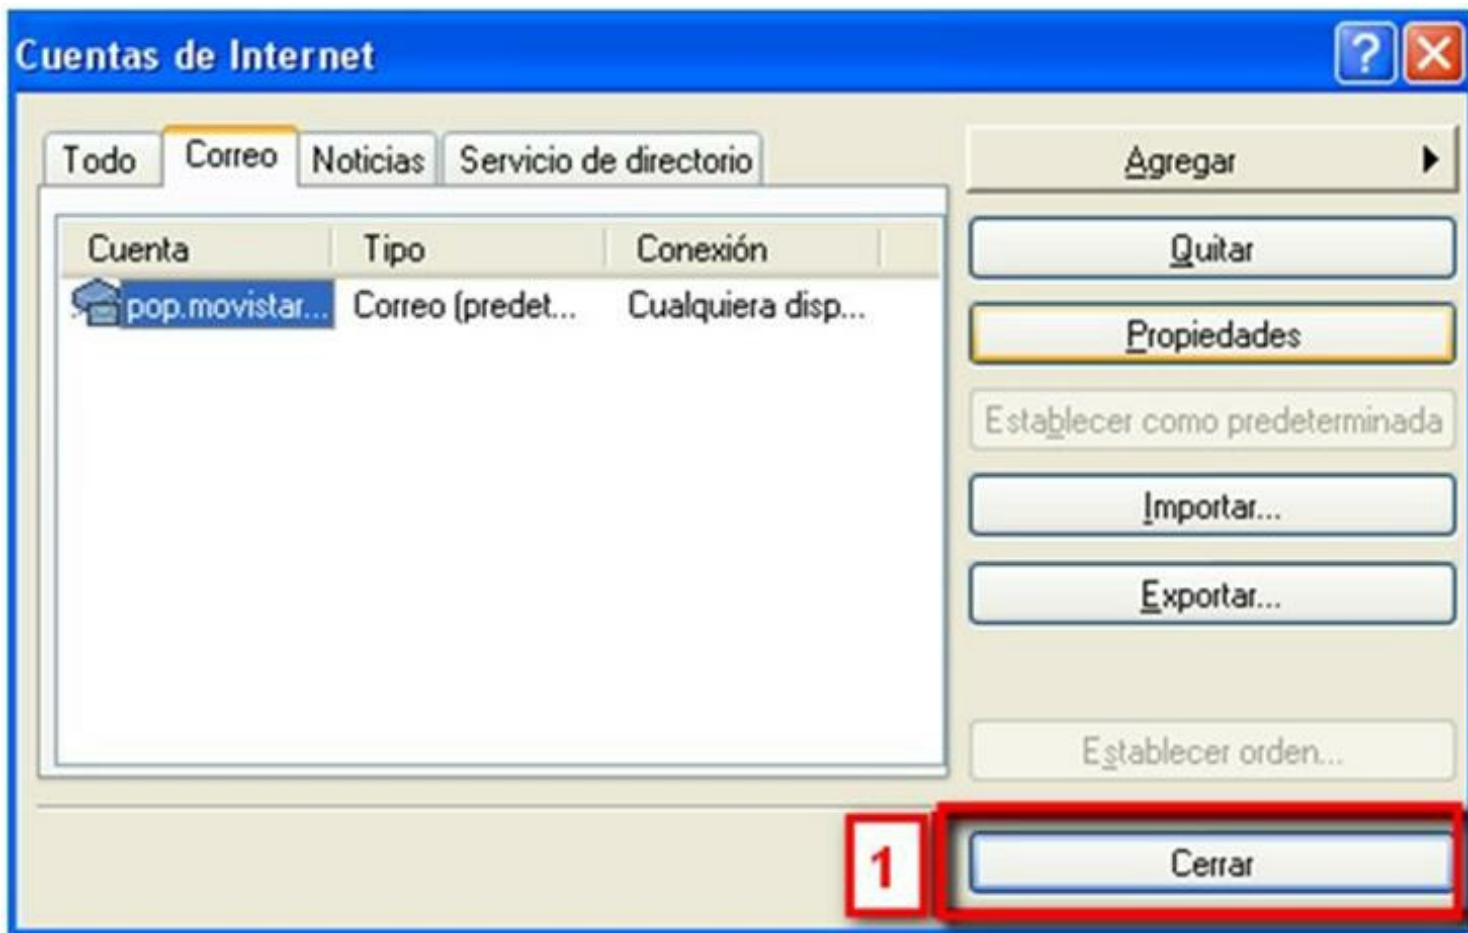 Cuentas de Internet
Todo Correo Noticias Servicio de directorio
Cuenta Tipo Conexión
pop.movistar... Correo (predet... Cualquiera disp...
Agregar
Quitar
Propiedades
Establecer como predeterminada
Importar...
Exportar...
Establecer orden...
1 Cerrar